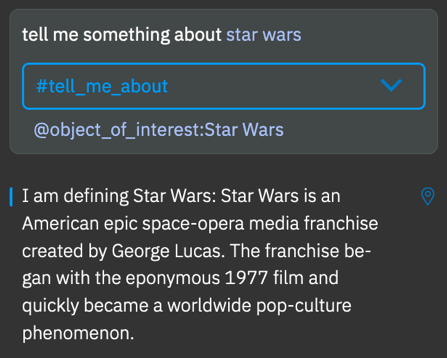 tell me something about star wars
#tell_me_about
@object_of_interest:Star Wars
I am defining Star Wars: Star Wars is an
American epic space-opera media franchise
created by George Lucas. The franchise be-
gan with the eponymous 1977 film and
quickly became a worldwide pop-culture
phenomenon.